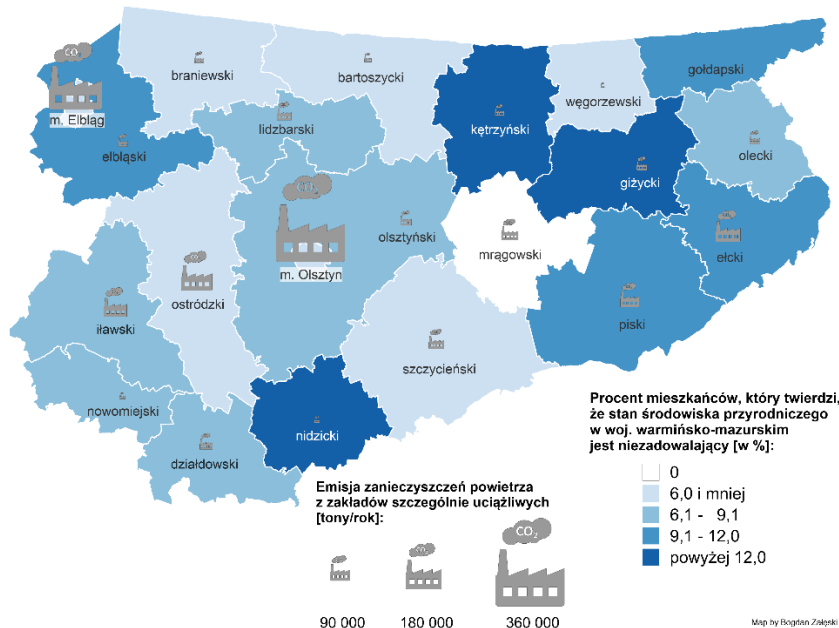 CO₂
m. Elbląg
braniewski
bartoszycki
węgorzewski
gołdapski
lidzbarski
kętrzyński
elbląski
olecki
giżycki
CO₂
olsztyński
mrągowski
ełcki
m. Olsztyn
ostródzki
iławski
piski
szczycieński
nowomiejski
nidzicki
działdowski
Procent mieszkańców, który twierdzi,
że stan środowiska przyrodniczego
w woj. warmińsko-mazurskim
jest niezadowalający [w %]:
0
6,0 i mniej
6,1 - 9,1
9,1 - 12,0
powyżej 12,0
Emisja zanieczyszczeń powietrza
z zakładów szczególnie uciążliwych
[tony/rok]:
CO₂
CO₂
90 000
180 000
360 000
Map by Bogdan Załęski